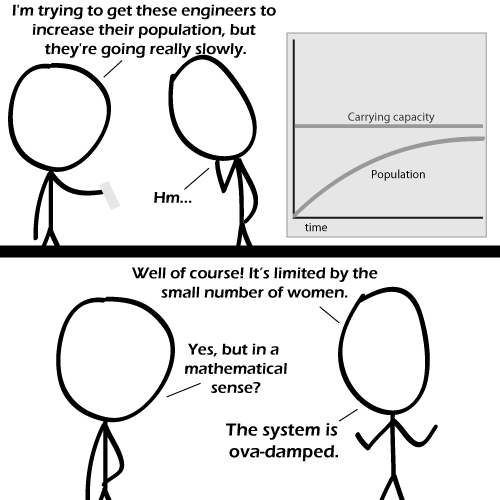 I'm trying to get these engineers to
increase their population, but
they're going really slowly.
Hm...
Carrying capacity
Population
time
Well of course! It's limited by the
small number of women.
Yes, but in a
mathematical
sense?
The system is
ova-damped.